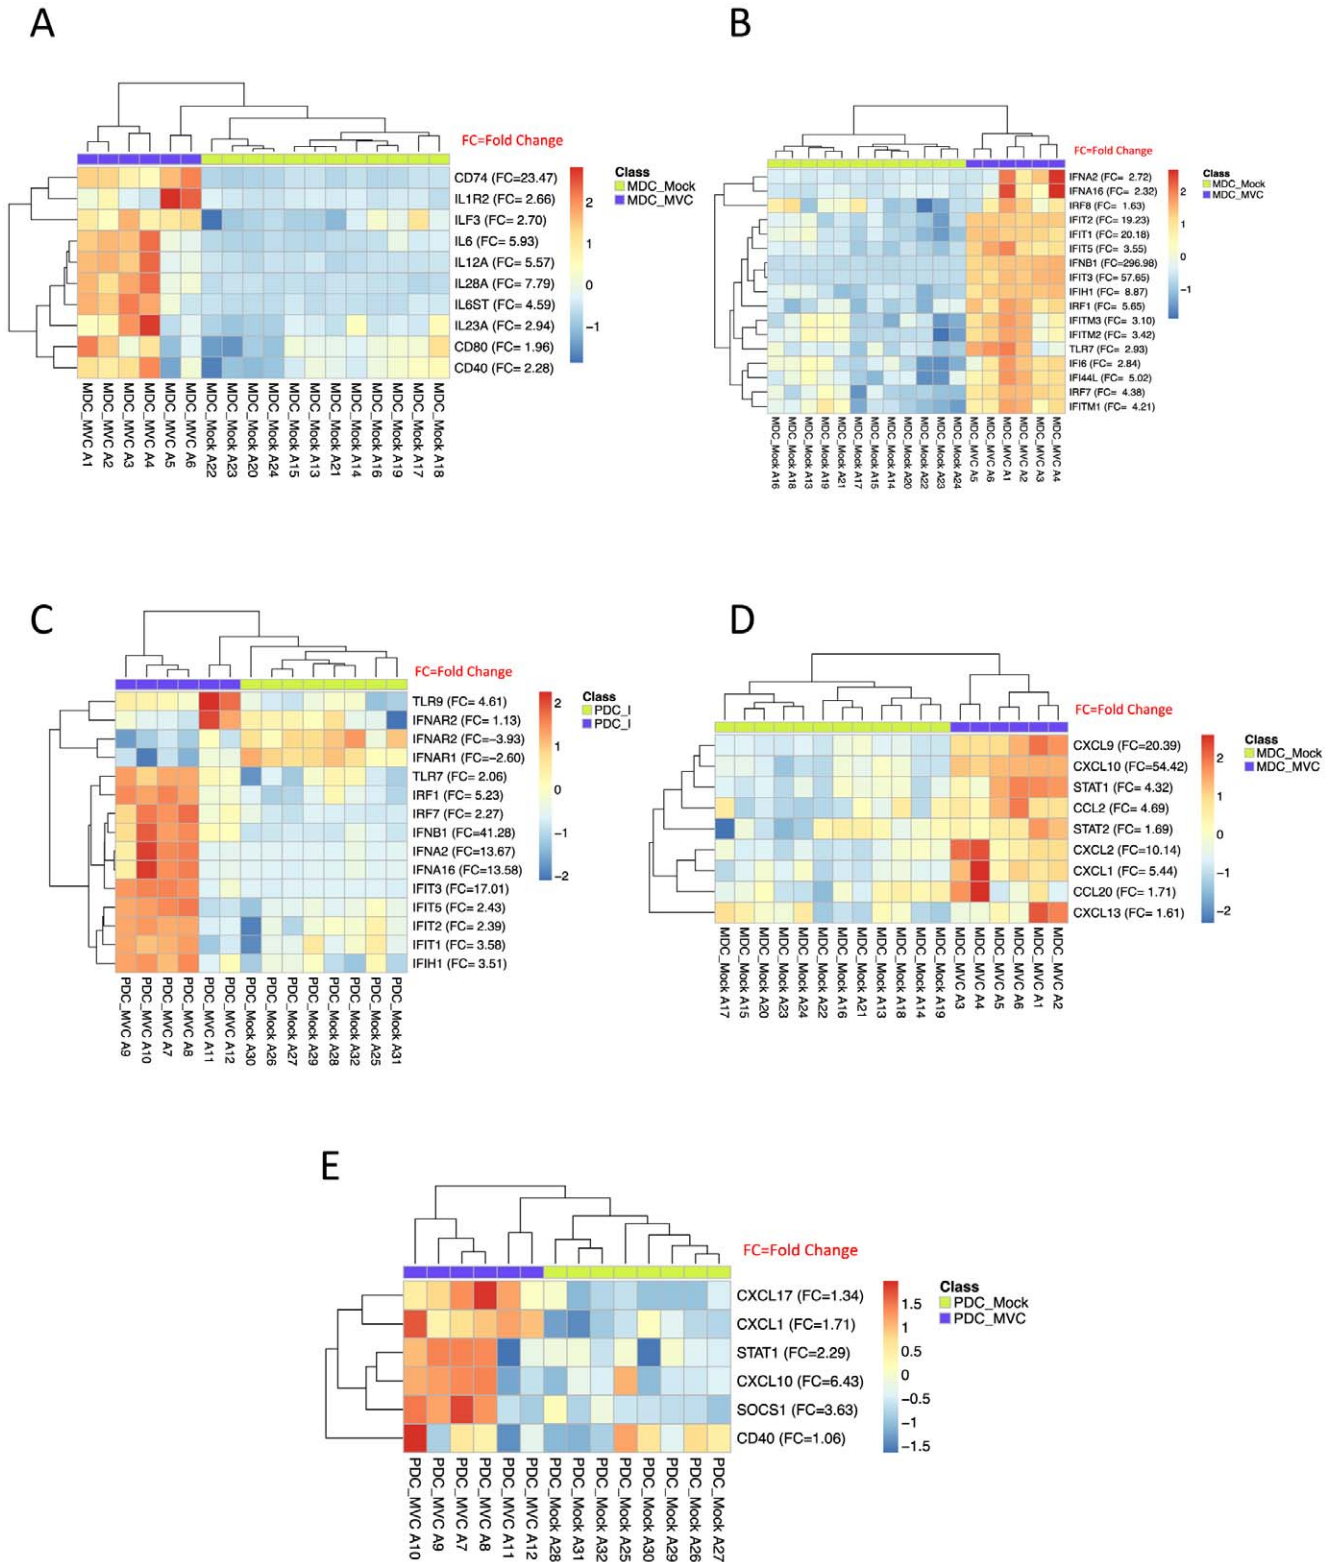 A
FC=Fold Change
Class
MDC_Mock
MDC_MVC
CD74 (FC=23.47)
IL1R2 (FC= 2.66)
ILF3 (FC= 2.70)
IL6 (FC= 5.93)
IL12A (FC= 5.57)
IL28A (FC= 7.79)
IL6ST (FC= 4.59)
IL23A (FC= 2.94)
CD80 (FC= 1.96)
CD40 (FC= 2.28)
2
1
0
−1
MDC_MVC A1
MDC_MVC A2
MDC_MVC A3
MDC_MVC A4
MDC_MVC A5
MDC_MVC A6
MDC_Mock A22
MDC_Mock A23
MDC_Mock A20
MDC_Mock A24
MDC_Mock A15
MDC_Mock A13
MDC_Mock A21
MDC_Mock A14
MDC_Mock A16
MDC_Mock A19
MDC_Mock A17
MDC_Mock A18
B
FC=Fold Change
Class
MDC_Mock
MDC_MVC
IFNA2 (FC= 2.72)
IFNA16 (FC= 2.32)
IRF8 (FC= 1.63)
IFIT2 (FC= 19.23)
IFIT1 (FC= 20.18)
IFIT5 (FC= 3.55)
IFNB1 (FC=296.98)
IFIT3 (FC= 57.65)
IFIH1 (FC= 8.87)
IRF1 (FC= 5.65)
IFITM3 (FC= 3.10)
IFITM2 (FC= 3.42)
TLR7 (FC= 2.93)
IFI6 (FC= 2.84)
IFI44L (FC= 5.02)
IRF7 (FC= 4.38)
IFITM1 (FC= 4.21)
2
1
0
−1
MDC_Mock A16
MDC_Mock A18
MDC_Mock A13
MDC_Mock A19
MDC_Mock A21
MDC_Mock A17
MDC_Mock A15
MDC_Mock A14
MDC_Mock A20
MDC_Mock A22
MDC_Mock A23
MDC_Mock A24
MDC_MVC A5
MDC_MVC A6
MDC_MVC A1
MDC_MVC A2
MDC_MVC A3
MDC_MVC A4
C
FC=Fold Change
Class
PDC_I
PDC_I
TLR9 (FC= 4.61)
IFNAR2 (FC= 1.13)
IFNAR2 (FC=−3.93)
IFNAR1 (FC=−2.60)
TLR7 (FC= 2.06)
IRF1 (FC= 5.23)
IRF7 (FC= 2.27)
IFNB1 (FC=41.28)
IFNA2 (FC=13.67)
IFNA16 (FC=13.58)
IFIT3 (FC=17.01)
IFIT5 (FC= 2.43)
IFIT2 (FC= 2.39)
IFIT1 (FC= 3.58)
IFIH1 (FC= 3.51)
2
1
0
−1
−2
PDC_MVC A9
PDC_MVC A10
PDC_MVC A7
PDC_MVC A8
PDC_MVC A11
PDC_MVC A12
PDC_Mock A30
PDC_Mock A26
PDC_Mock A27
PDC_Mock A29
PDC_Mock A28
PDC_Mock A32
PDC_Mock A25
PDC_Mock A31
D
FC=Fold Change
Class
MDC_Mock
MDC_MVC
CXCL9 (FC=20.39)
CXCL10 (FC=54.42)
STAT1 (FC= 4.32)
CCL2 (FC= 4.69)
STAT2 (FC= 1.69)
CXCL2 (FC=10.14)
CXCL1 (FC= 5.44)
CCL20 (FC= 1.71)
CXCL13 (FC= 1.61)
2
1
0
−1
−2
MDC_Mock A17
MDC_Mock A15
MDC_Mock A20
MDC_Mock A23
MDC_Mock A24
MDC_Mock A22
MDC_Mock A16
MDC_Mock A21
MDC_Mock A13
MDC_Mock A18
MDC_Mock A14
MDC_Mock A19
MDC_MVC A3
MDC_MVC A4
MDC_MVC A5
MDC_MVC A6
MDC_MVC A1
MDC_MVC A2
E
FC=Fold Change
Class
PDC_Mock
PDC_MVC
CXCL17 (FC=1.34)
CXCL1 (FC=1.71)
STAT1 (FC=2.29)
CXCL10 (FC=6.43)
SOCS1 (FC=3.63)
CD40 (FC=1.06)
1.5
1
0.5
0
−0.5
−1
−1.5
PDC_MVC A10
PDC_MVC A9
PDC_MVC A7
PDC_MVC A8
PDC_MVC A11
PDC_MVC A12
PDC_Mock A28
PDC_Mock A31
PDC_Mock A32
PDC_Mock A25
PDC_Mock A30
PDC_Mock A29
PDC_Mock A26
PDC_Mock A27